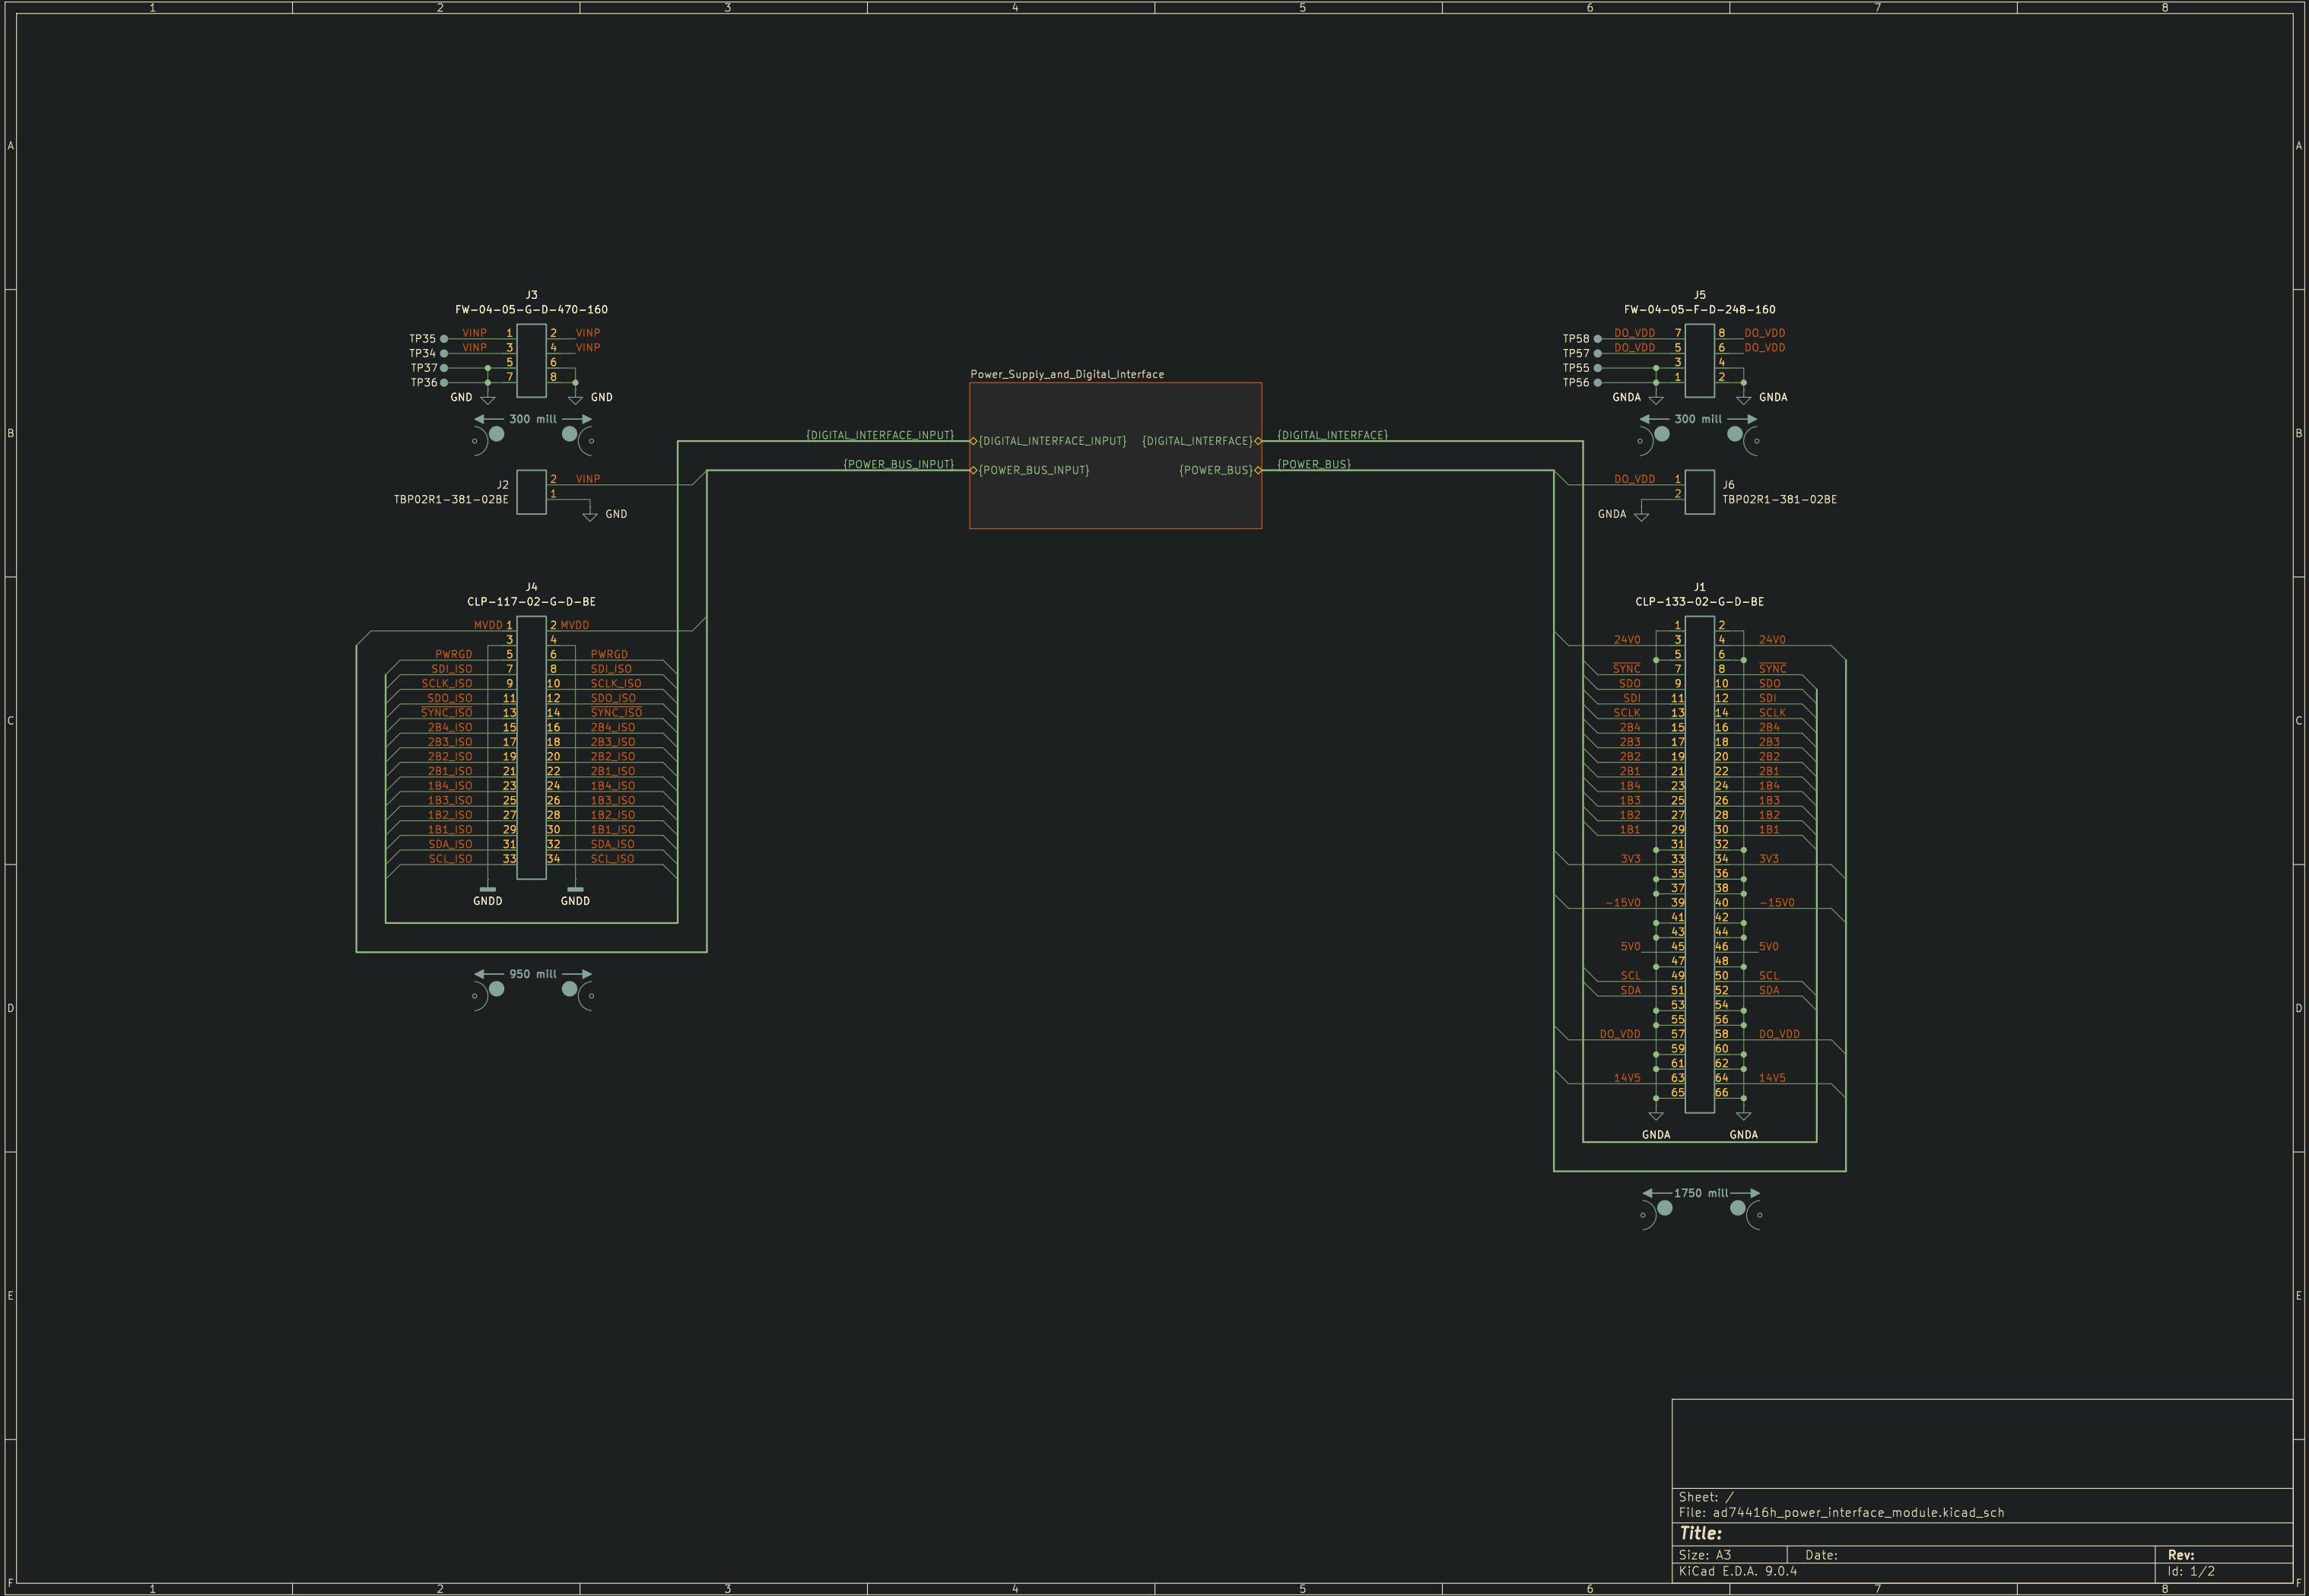 1 2 3 4 5 6 7 8
A A
B B
C C
D D
E E
F F
J3
FW-04-05-G-D-470-160
TP35 VINP 1 2 VINP
TP34 VINP 3 4 VINP
TP37 5 6
TP36 7 8
GND GND
300 mill
J2
TBP02R1-381-02BE
2 VINP
1
GND
J4
CLP-117-02-G-D-BE
MVDD 1 2 MVDD
3 4
PWRGD 5 6 PWRGD
SDI_ISO 7 8 SDI_ISO
SCLK_ISO 9 10 SCLK_ISO
SDO_ISO 11 12 SDO_ISO
SYNC_ISO 13 14 SYNC_ISO
2B4_ISO 15 16 2B4_ISO
2B3_ISO 17 18 2B3_ISO
2B2_ISO 19 20 2B2_ISO
2B1_ISO 21 22 2B1_ISO
1B4_ISO 23 24 1B4_ISO
1B3_ISO 25 26 1B3_ISO
1B2_ISO 27 28 1B2_ISO
1B1_ISO 29 30 1B1_ISO
SDA_ISO 31 32 SDA_ISO
SCL_ISO 33 34 SCL_ISO
GNDD GNDD
950 mill
Power_Supply_and_Digital_Interface
{DIGITAL_INTERFACE_INPUT} {DIGITAL_INTERFACE_INPUT} {DIGITAL_INTERFACE} {DIGITAL_INTERFACE}
{POWER_BUS_INPUT} {POWER_BUS_INPUT} {POWER_BUS} {POWER_BUS}
J5
FW-04-05-F-D-248-160
TP58 DO_VDD 7 8 DO_VDD
TP57 DO_VDD 5 6 DO_VDD
TP55 3 4
TP56 1 2
GNDA GNDA
300 mill
DO_VDD 1
2
J6
TBP02R1-381-02BE
GNDA
J1
CLP-133-02-G-D-BE
1 2
24V0 3 4 24V0
5 6
SYNC 7 8 SYNC
SDO 9 10 SDO
SDI 11 12 SDI
SCLK 13 14 SCLK
2B4 15 16 2B4
2B3 17 18 2B3
2B2 19 20 2B2
2B1 21 22 2B1
1B4 23 24 1B4
1B3 25 26 1B3
1B2 27 28 1B2
1B1 29 30 1B1
31 32
3V3 33 34 3V3
35 36
37 38
-15V0 39 40 -15V0
41 42
43 44
5V0 45 46 5V0
47 48
SCL 49 50 SCL
SDA 51 52 SDA
53 54
55 56
DO_VDD 57 58 DO_VDD
59 60
61 62
14V5 63 64 14V5
65 66
GNDA GNDA
1750 mill
Sheet: /
File: ad74416h_power_interface_module.kicad_sch
Title:
Size: A3 Date: Rev:
KiCad E.D.A. 9.0.4 Id: 1/2
1 2 3 4 5 6 7 8